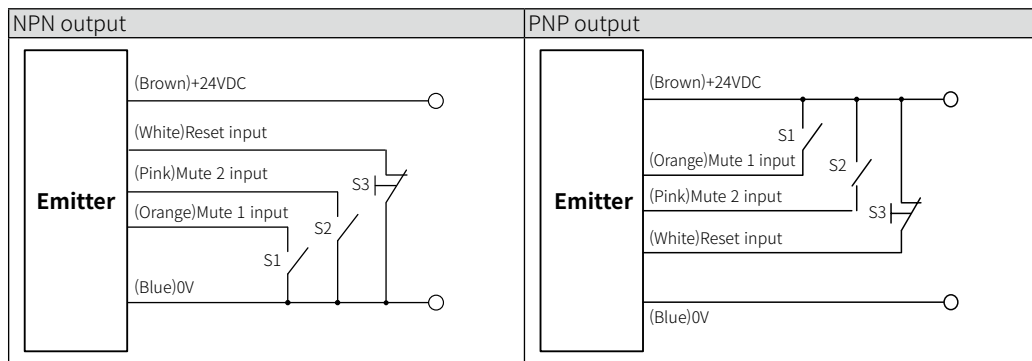 NPN output
(Brown)+24VDC
(White)Reset input
(Pink)Mute 2 input
S3
Emitter
(Orange)Mute 1 input
S2
S1
(Blue)0V
PNP output
(Brown)+24VDC
S1
(Orange)Mute 1 input
S2
Emitter
(Pink)Mute 2 input
S3
(White)Reset input
(Blue)0V